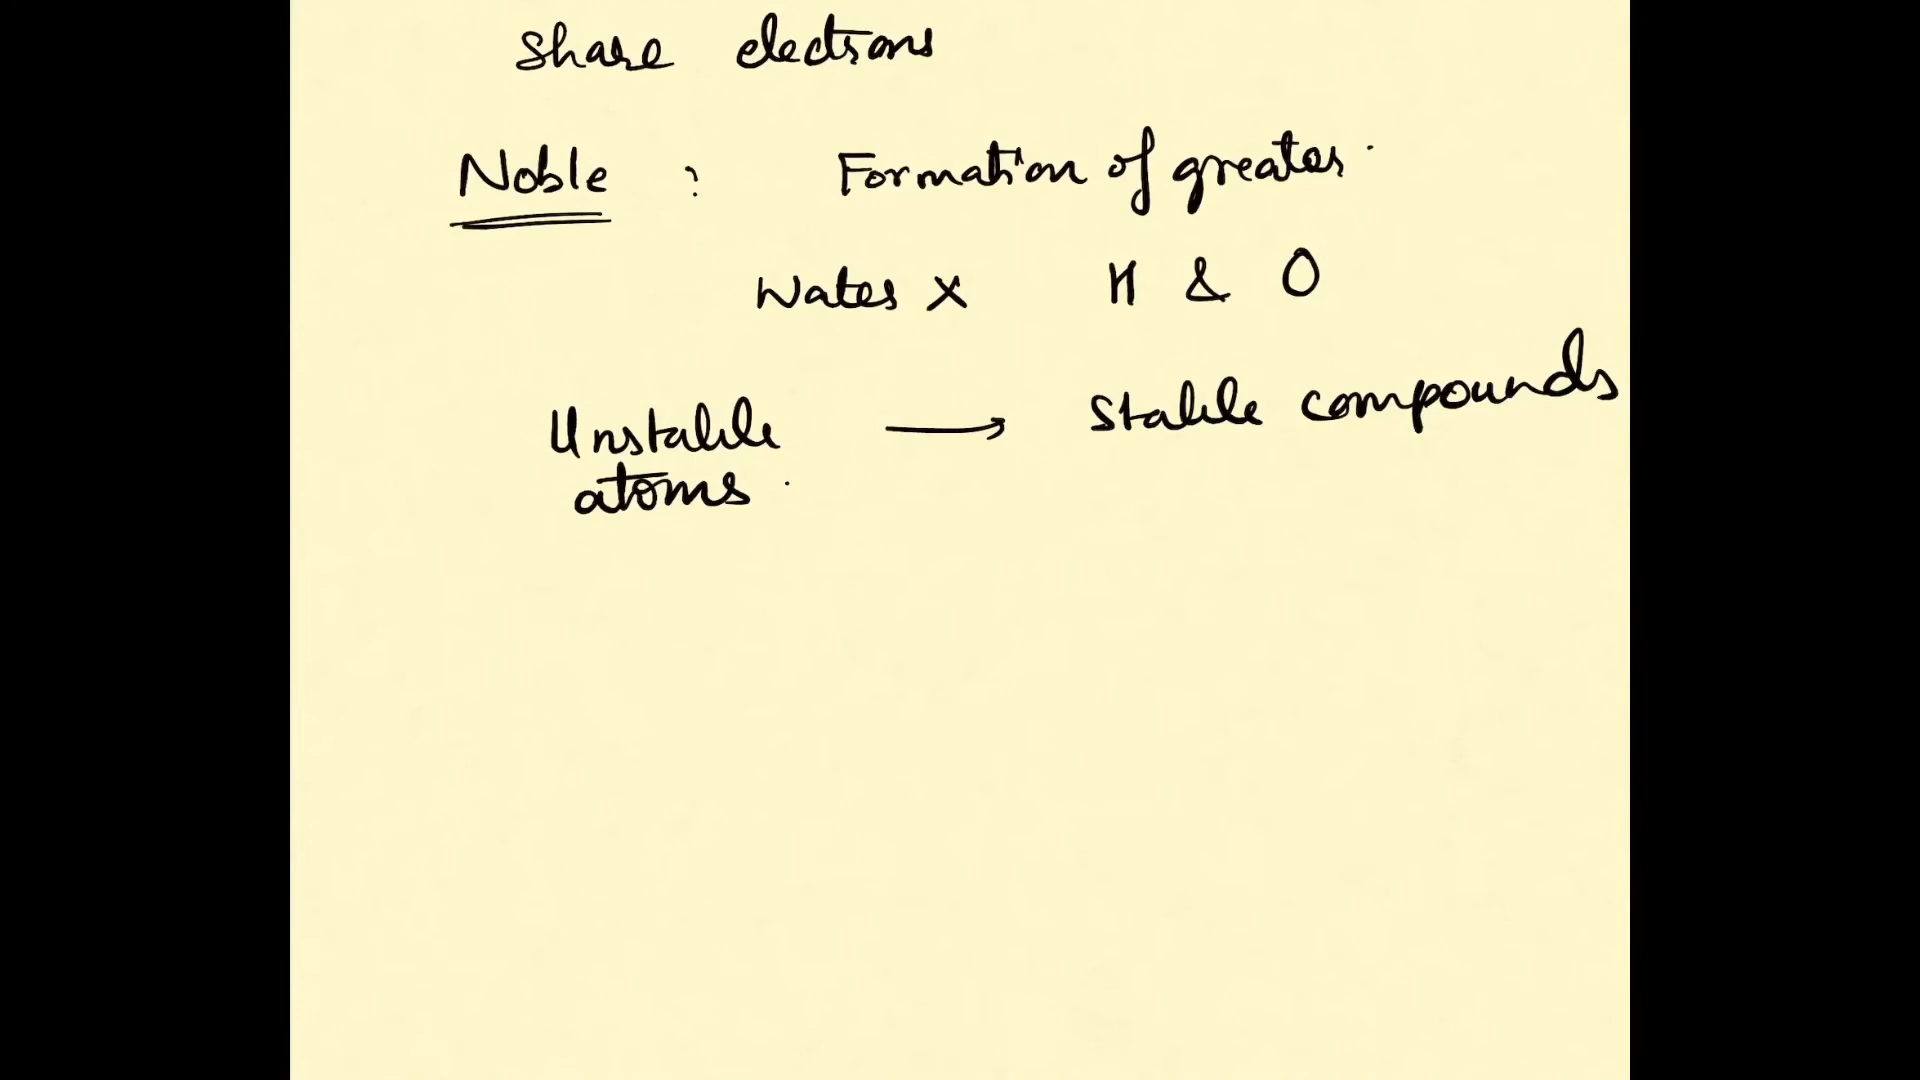 share electrons
Noble : Formation of greater.
Water X H & O
Unstable → Stable compounds
atoms.